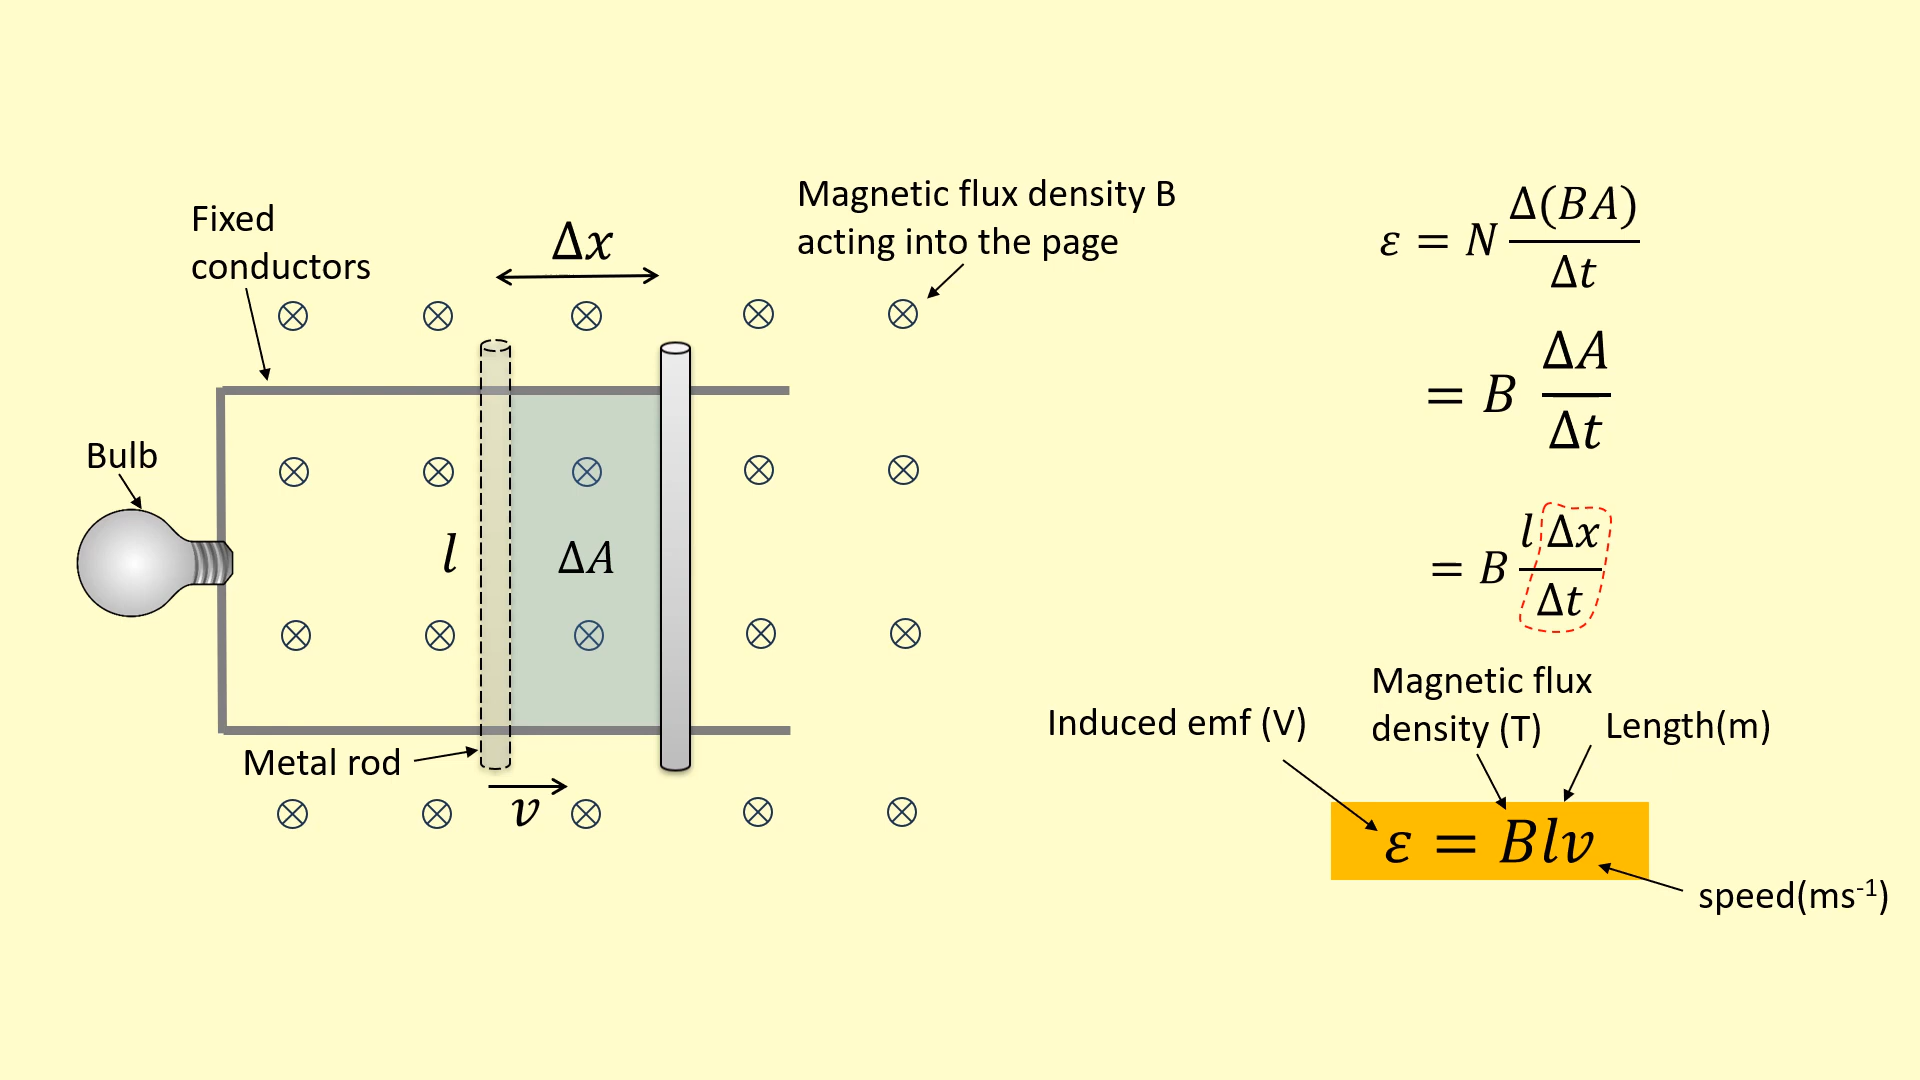 Fixed
conductors
Δx
Magnetic flux density B
acting into the page
Bulb
l
ΔA
Metal rod
v
ε = N Δ(BA)/Δt
= B ΔA/Δt
= B l Δx/Δt
Induced emf (V)
Magnetic flux
density (T)
Length(m)
ε = Blv
speed(ms⁻¹)